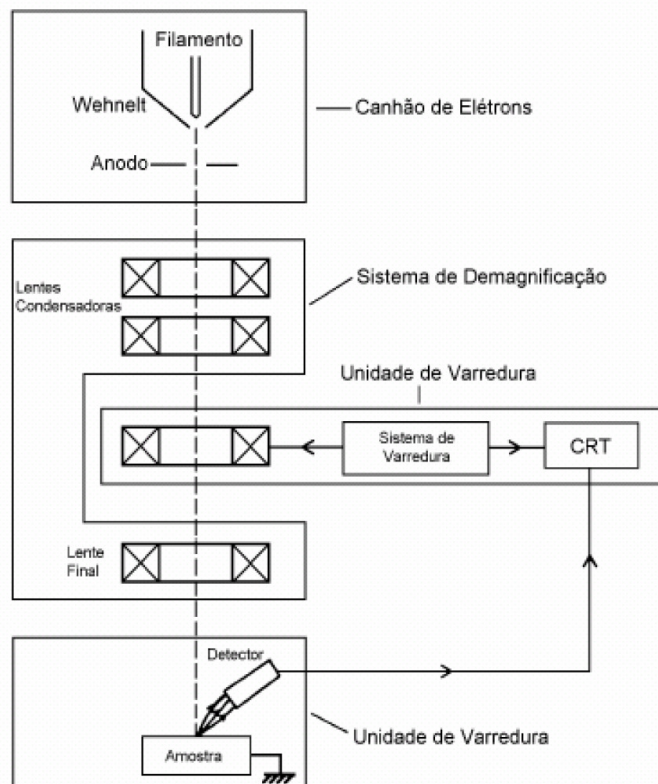 Filamento
Wehnelt
Canhão de Elétrons
Anodo
Lentes
Condensadoras
Sistema de Demagnificação
Unidade de Varredura
Sistema de
Varredura
CRT
Lente
Final
Detector
Unidade de Varredura
Amostra